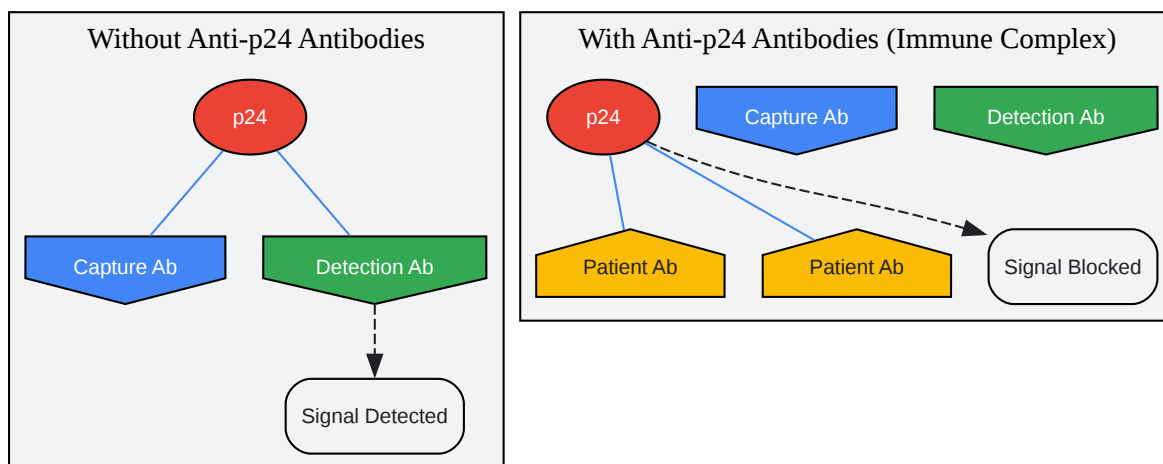 Without Anti-p24 Antibodies
p24
Capture Ab
Detection Ab
Signal Detected
With Anti-p24 Antibodies (Immune Complex)
p24
Capture Ab
Detection Ab
Patient Ab
Patient Ab
Signal Blocked